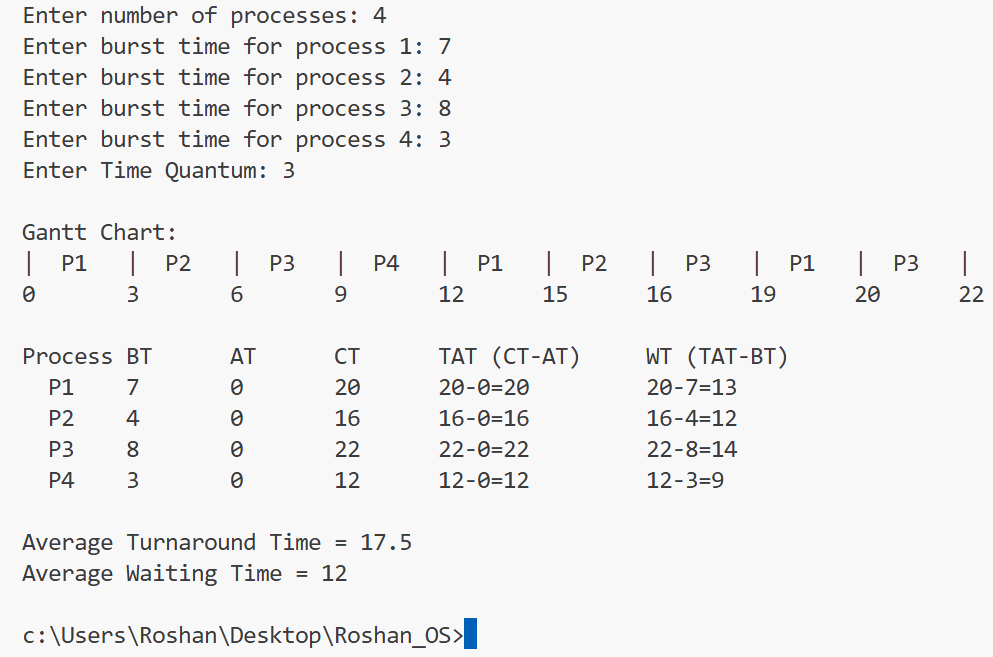 Enter number of processes: 4
Enter burst time for process 1: 7
Enter burst time for process 2: 4
Enter burst time for process 3: 8
Enter burst time for process 4: 3
Enter Time Quantum: 3

Gantt Chart:
|  P1   |  P2   |  P3   |  P4   |  P1   |  P2   |  P3   |  P1   |  P3   |
0       3       6       9       12      15      16      19      20      22

Process BT      AT      CT      TAT (CT-AT)     WT (TAT-BT)
  P1    7       0       20      20-0=20         20-7=13
  P2    4       0       16      16-0=16         16-4=12
  P3    8       0       22      22-0=22         22-8=14
  P4    3       0       12      12-0=12         12-3=9

Average Turnaround Time = 17.5
Average Waiting Time = 12

c:\Users\Roshan\Desktop\Roshan_OS>